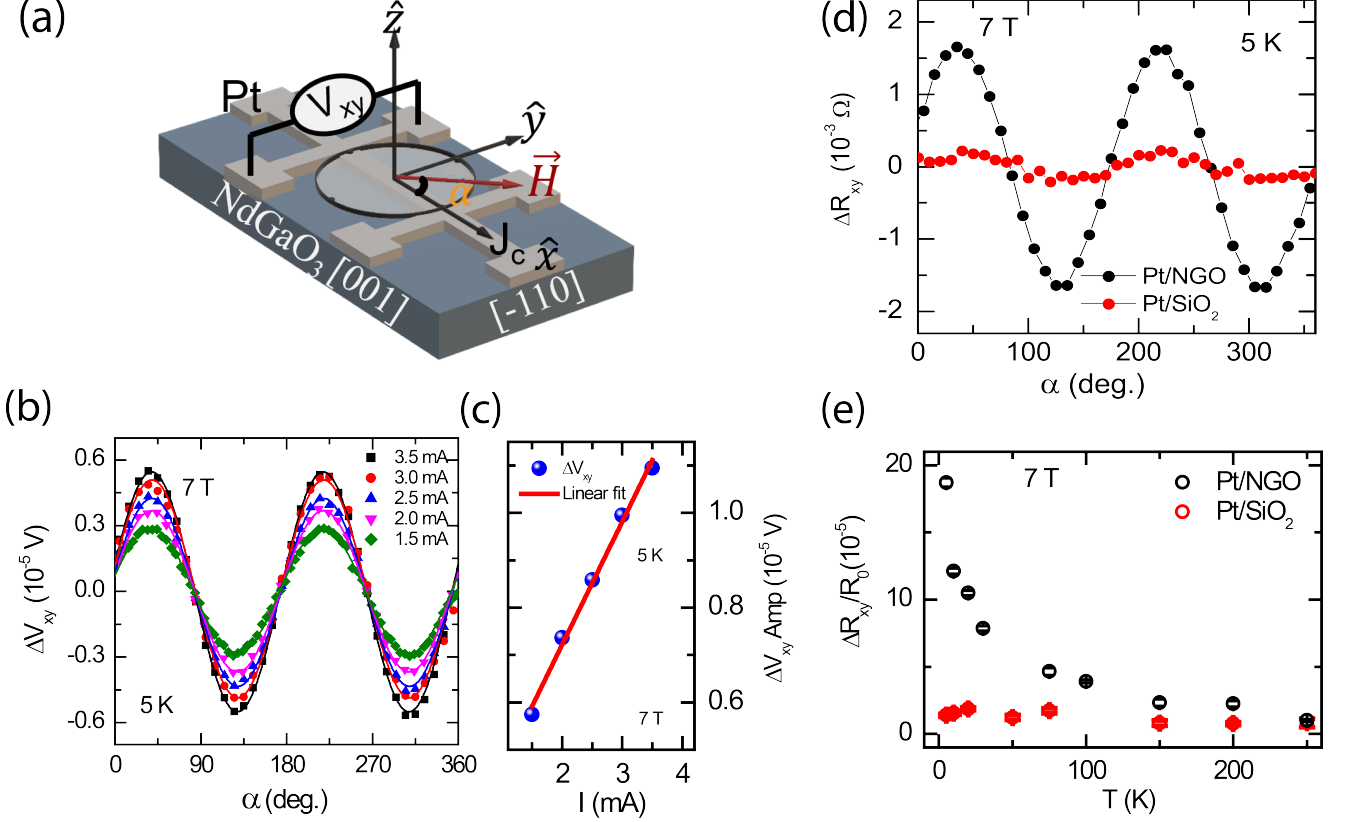 (a)
ẑ
Pt
V_xy
ŷ
H⃗
α
J_c x̂
NdGaO₃ [001]
[-110]
(b)
ΔV_xy (10⁻⁵ V)
0.6
0.3
0.0
-0.3
-0.6
7 T
5 K
3.5 mA
3.0 mA
2.5 mA
2.0 mA
1.5 mA
0 90 180 270 360
α (deg.)
(c)
ΔV_xy
Linear fit
5 K
7 T
1.0
0.8
0.6
ΔV_xy Amp (10⁻⁵ V)
2 3 4
I (mA)
(d)
ΔR_xy (10⁻³ Ω)
2
1
0
-1
-2
7 T
5 K
Pt/NGO
Pt/SiO₂
0 100 200 300
α (deg.)
(e)
ΔR_xy/R₀(10⁻⁵)
20
10
0
7 T
Pt/NGO
Pt/SiO₂
0 100 200
T (K)